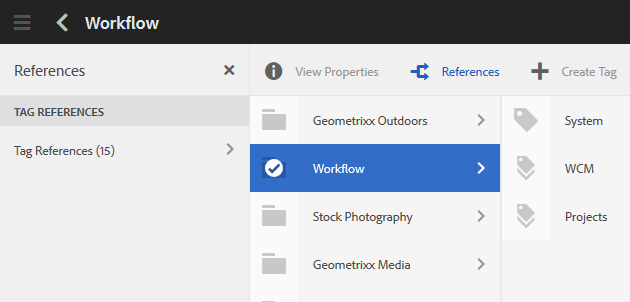 Workflow
References
View Properties
References
Create Tag
TAG REFERENCES
Tag References (15)
Geometrixx Outdoors
Workflow
Stock Photography
Geometrixx Media
System
WCM
Projects